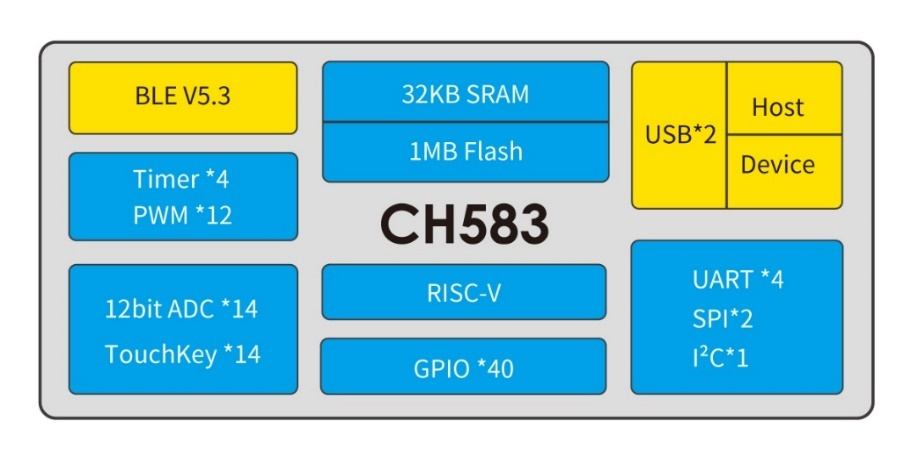 BLE V5.3
Timer *4
PWM *12
12bit ADC *14
TouchKey *14
32KB SRAM
1MB Flash
CH583
RISC-V
GPIO *40
USB*2
Host
Device
UART *4
SPI*2
I²C*1